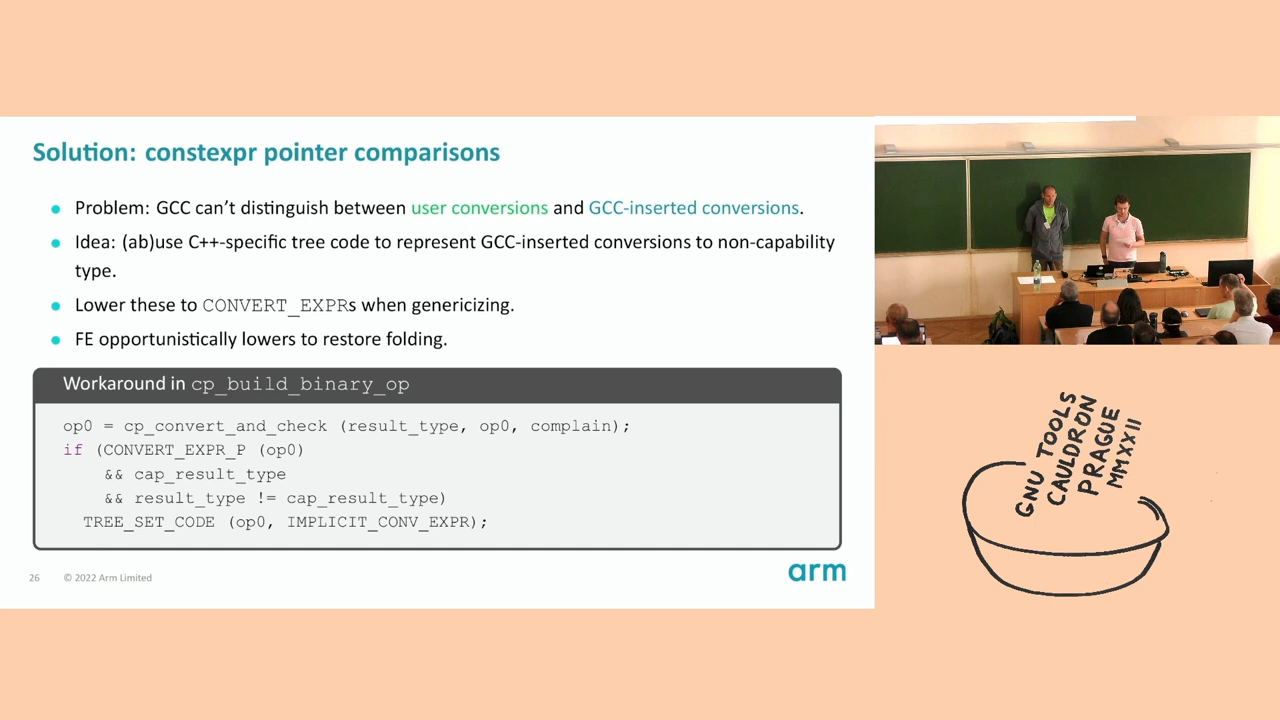 Solution: constexpr pointer comparisons
Problem: GCC can't distinguish between user conversions and GCC-inserted conversions.
Idea: (ab)use C++-specific tree code to represent GCC-inserted conversions to non-capability
type.
Lower these to CONVERT_EXPRs when genericizing.
FE opportunistically lowers to restore folding.
Workaround in cp_build_binary_op
op0 = cp_convert_and_check (result_type, op0, complain);
if (CONVERT_EXPR_P (op0)
&& cap_result_type
&& result_type != cap_result_type)
TREE_SET_CODE (op0, IMPLICIT_CONV_EXPR);
26 © 2022 Arm Limited
arm
GNU TOOLS
CAULDRON
PRAGUE
MMXXII